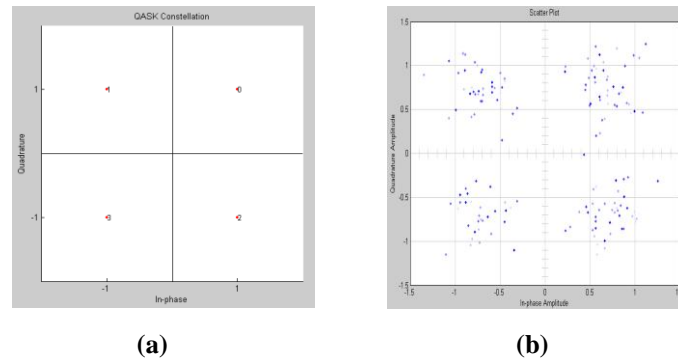 QASK Constellation
Quadrature
1
-1
1
0
3
2
-1
1
In-phase
Scatter Plot
Quadrature Amplitude
1.5
1
0.5
0
-0.5
-1
-1.5
-1.5
-1
-0.5
0
0.5
1
In-phase Amplitude
(a)
(b)